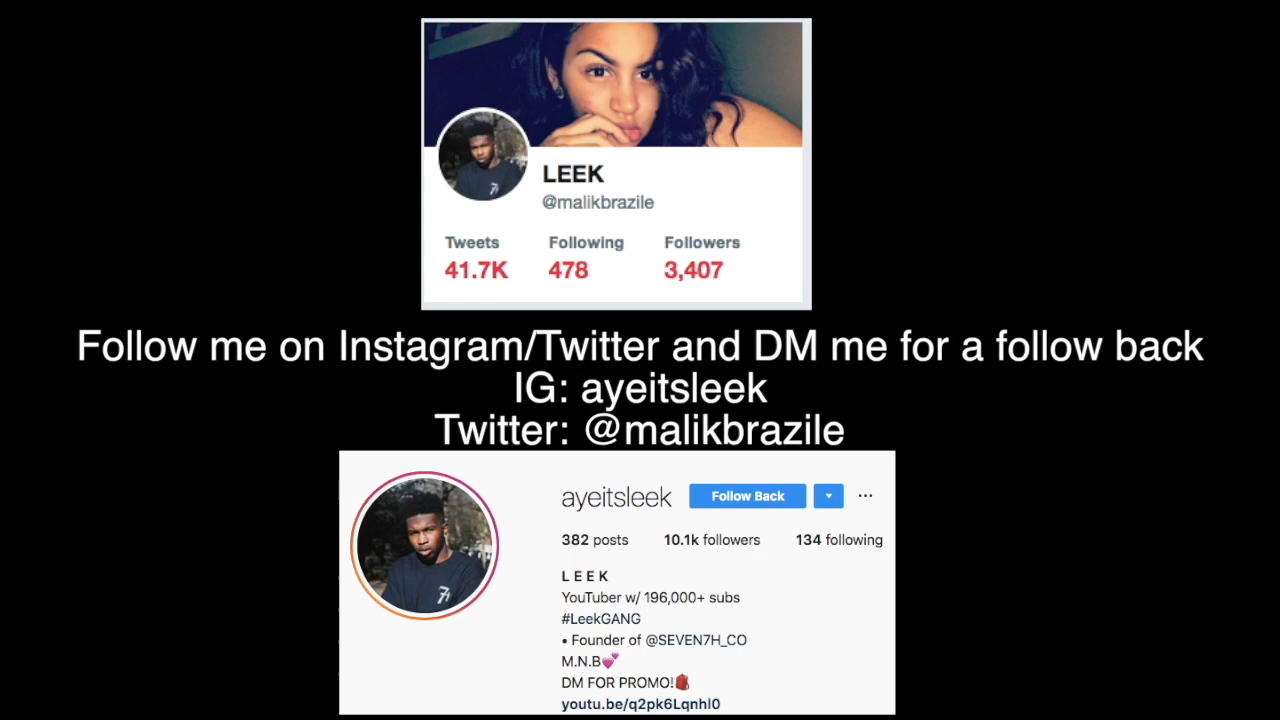 LEEK
@malikbrazile
Tweets Following Followers
41.7K 478 3,407
Follow me on Instagram/Twitter and DM me for a follow back
IG: ayeitsleek
Twitter: @malikbrazile
ayeitsleek Follow Back ...
382 posts 10.1k followers 134 following
L E E K
YouTuber w/ 196,000+ subs
#LeekGANG
• Founder of @SEVEN7H_CO
M.N.B💕
DM FOR PROMO!🎒
youtu.be/q2pk6Lqnhl0